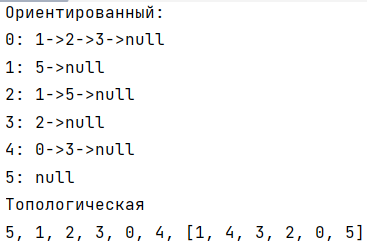 Ориентированный:
0: 1->2->3->null
1: 5->null
2: 1->5->null
3: 2->null
4: 0->3->null
5: null
Топологическая
5, 1, 2, 3, 0, 4, [1, 4, 3, 2, 0, 5]